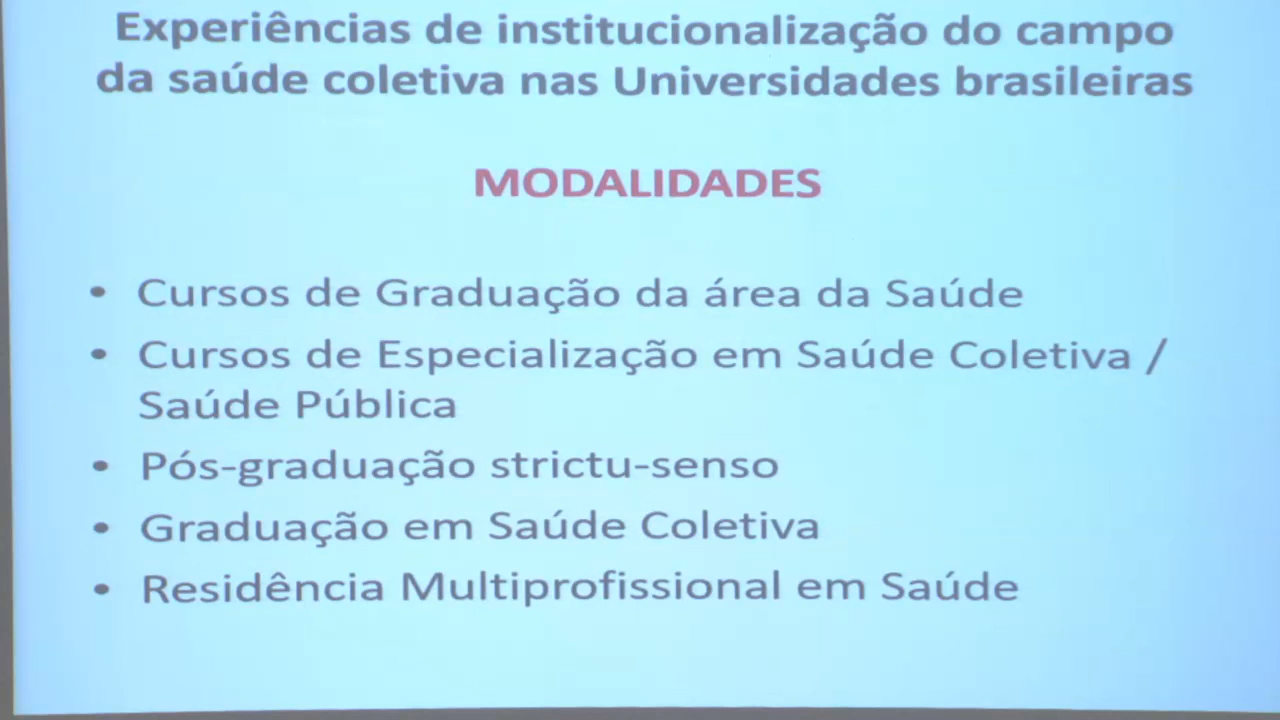 Experiências de institucionalização do campo
da saúde coletiva nas Universidades brasileiras
MODALIDADES
• Cursos de Graduação da área da Saúde
• Cursos de Especialização em Saúde Coletiva /
Saúde Pública
• Pós-graduação strictu-senso
• Graduação em Saúde Coletiva
• Residência Multiprofissional em Saúde